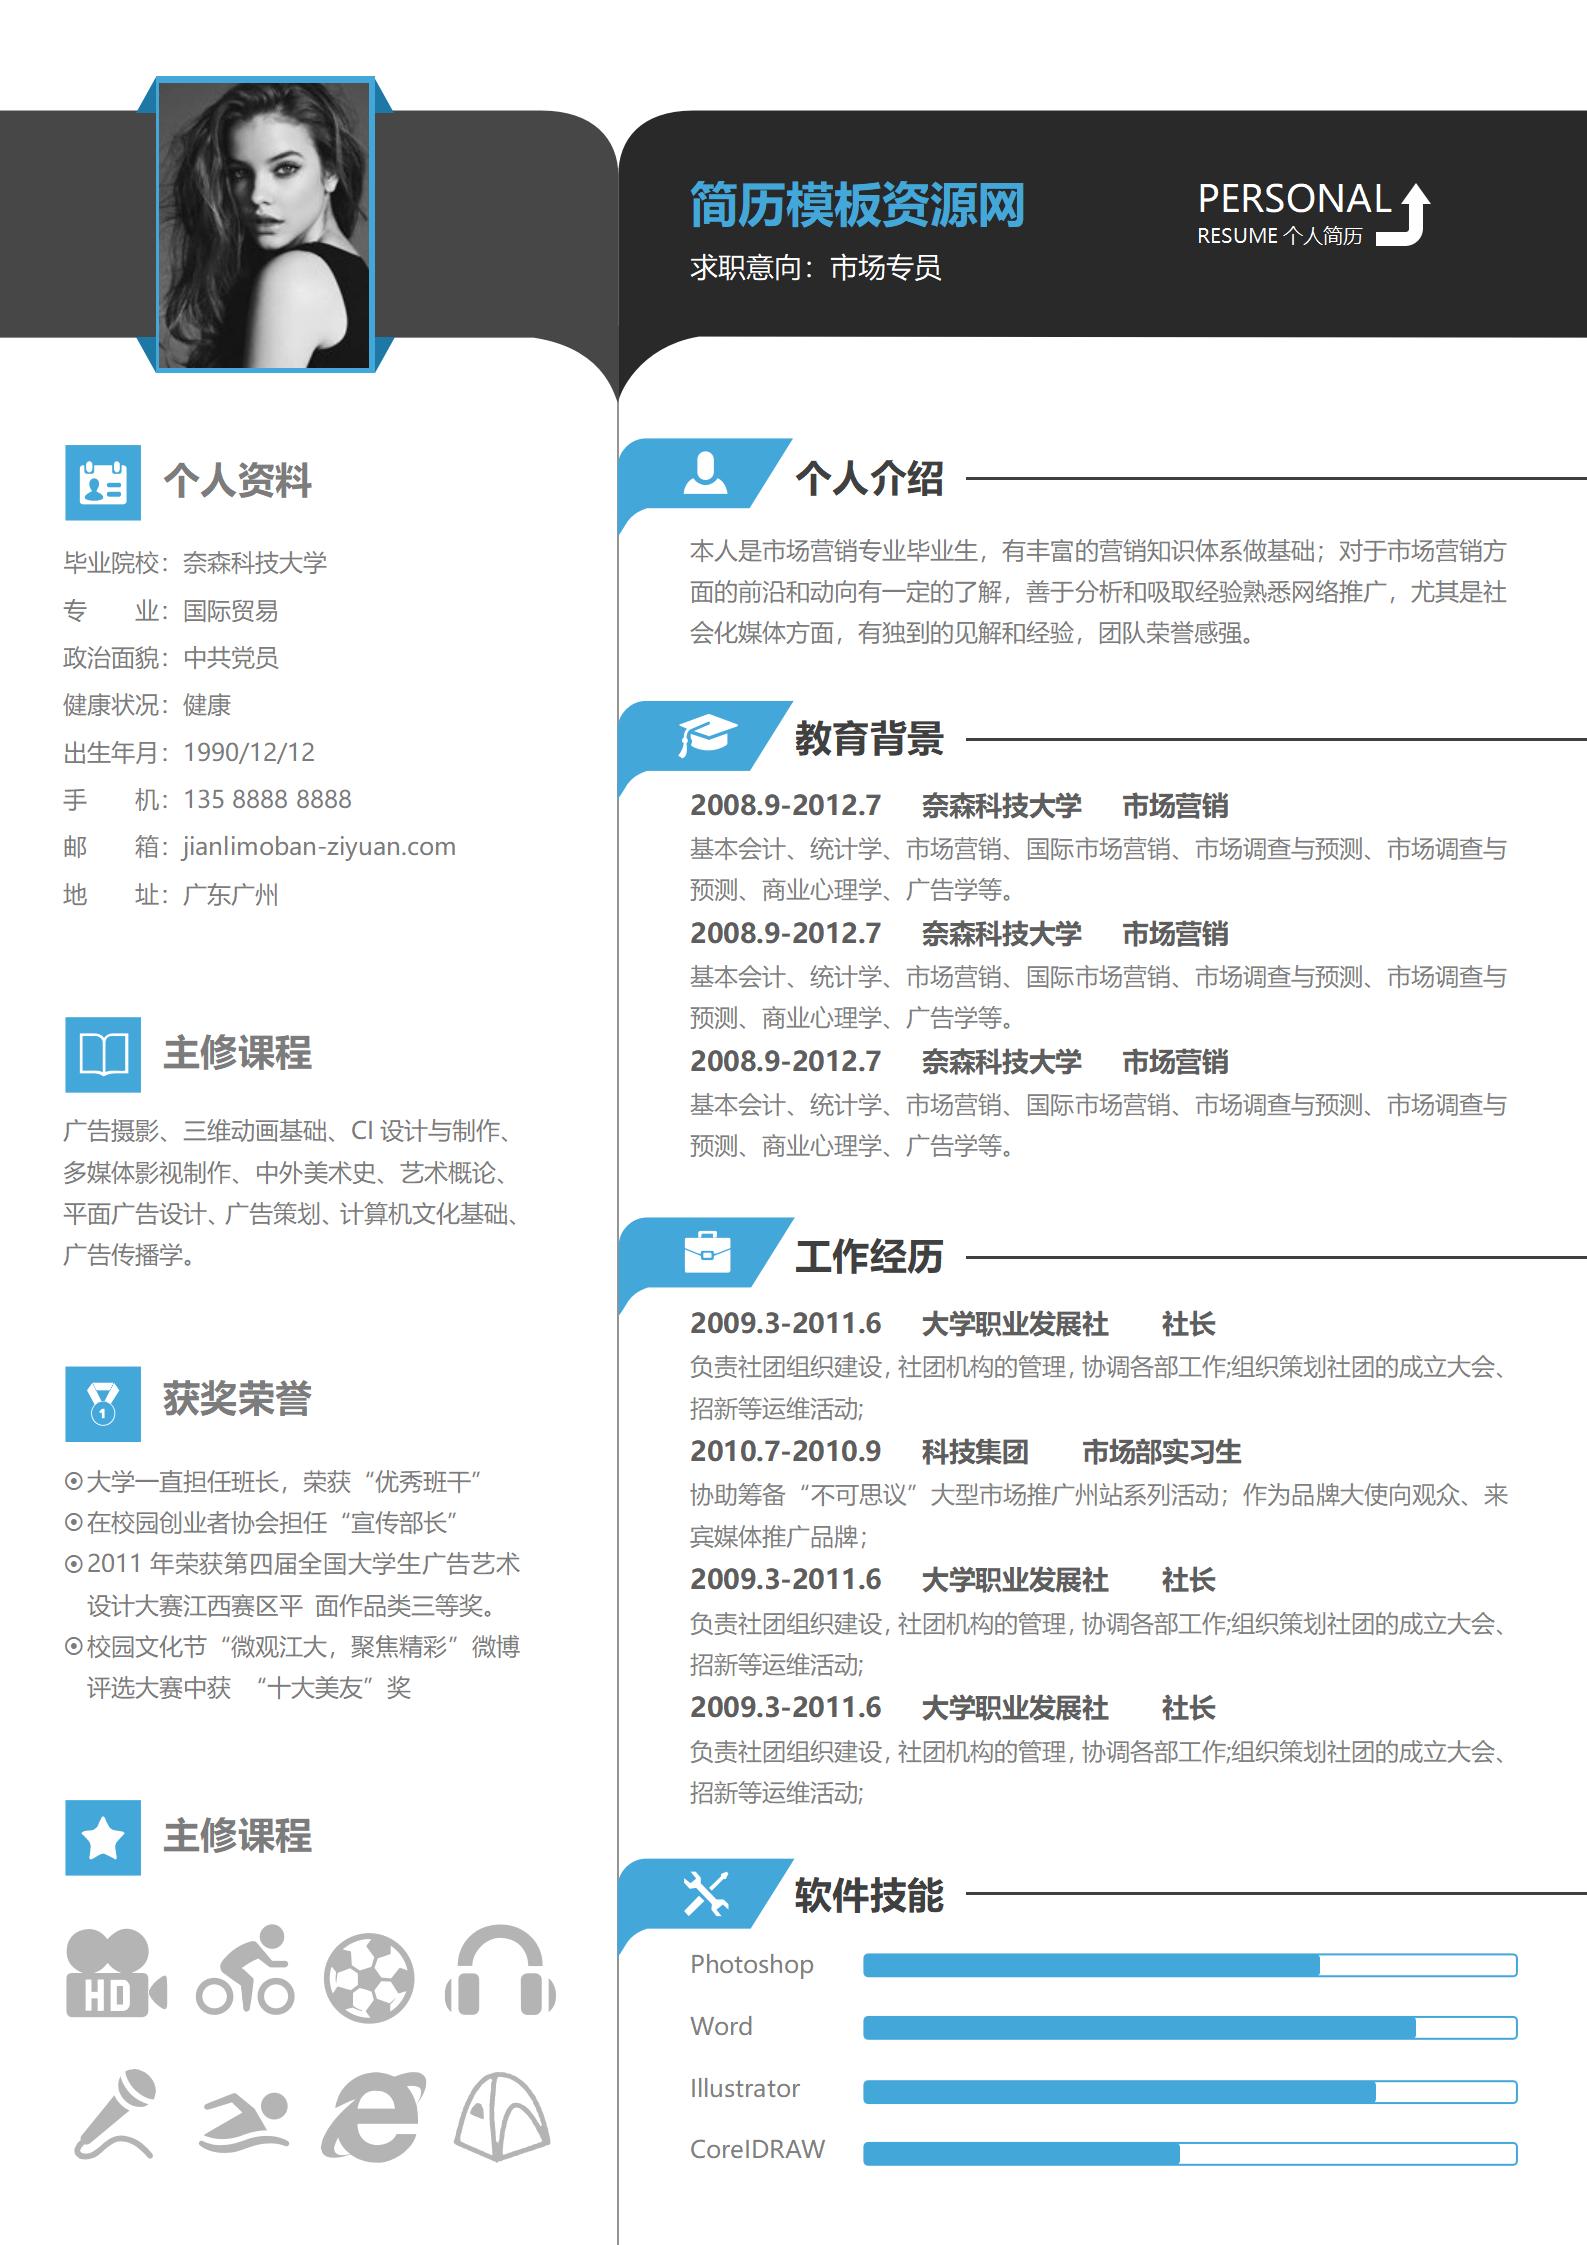 简历模板资源网
求职意向：市场专员
PERSONAL
RESUME 个人简历
个人资料
毕业院校：奈森科技大学
专　　业：国际贸易
政治面貌：中共党员
健康状况：健康
出生年月：1990/12/12
手　　机：135 8888 8888
邮　　箱：jianlimoban-ziyuan.com
地　　址：广东广州
主修课程
广告摄影、三维动画基础、CI 设计与制作、
多媒体影视制作、中外美术史、艺术概论、
平面广告设计、广告策划、计算机文化基础、
广告传播学。
1
获奖荣誉
⊙大学一直担任班长，荣获“优秀班干”
⊙在校园创业者协会担任“宣传部长”
⊙2011 年荣获第四届全国大学生广告艺术
设计大赛江西赛区平 面作品类三等奖。
⊙校园文化节“微观江大，聚焦精彩”微博
评选大赛中获 “十大美友”奖
主修课程
HD
个人介绍
本人是市场营销专业毕业生，有丰富的营销知识体系做基础；对于市场营销方
面的前沿和动向有一定的了解，善于分析和吸取经验熟悉网络推广，尤其是社
会化媒体方面，有独到的见解和经验，团队荣誉感强。
教育背景
2008.9-2012.7 奈森科技大学 市场营销
基本会计、统计学、市场营销、国际市场营销、市场调查与预测、市场调查与
预测、商业心理学、广告学等。
2008.9-2012.7 奈森科技大学 市场营销
基本会计、统计学、市场营销、国际市场营销、市场调查与预测、市场调查与
预测、商业心理学、广告学等。
2008.9-2012.7 奈森科技大学 市场营销
基本会计、统计学、市场营销、国际市场营销、市场调查与预测、市场调查与
预测、商业心理学、广告学等。
工作经历
2009.3-2011.6 大学职业发展社 社长
负责社团组织建设，社团机构的管理，协调各部工作;组织策划社团的成立大会、
招新等运维活动;
2010.7-2010.9 科技集团 市场部实习生
协助筹备“不可思议”大型市场推广州站系列活动；作为品牌大使向观众、来
宾媒体推广品牌；
2009.3-2011.6 大学职业发展社 社长
负责社团组织建设，社团机构的管理，协调各部工作;组织策划社团的成立大会、
招新等运维活动;
2009.3-2011.6 大学职业发展社 社长
负责社团组织建设，社团机构的管理，协调各部工作;组织策划社团的成立大会、
招新等运维活动;
软件技能
Photoshop
Word
Illustrator
CorelDRAW